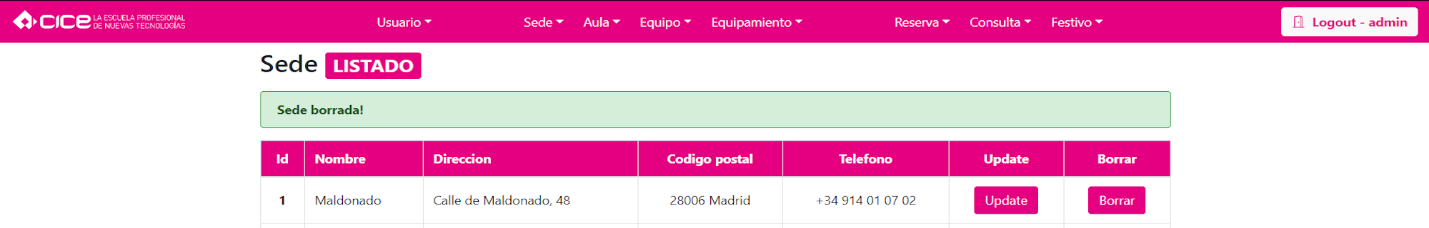 CICE LA ESCUELA PROFESIONAL DE NUEVAS TECNOLOGÍAS Usuario Sede Aula Equipo Equipamiento Reserva Consulta Festivo Logout - admin
Sede LISTADO
Sede borrada!
Id Nombre Direccion Codigo postal Telefono Update Borrar
1 Maldonado Calle de Maldonado, 48 28006 Madrid +34 914 01 07 02 Update Borrar